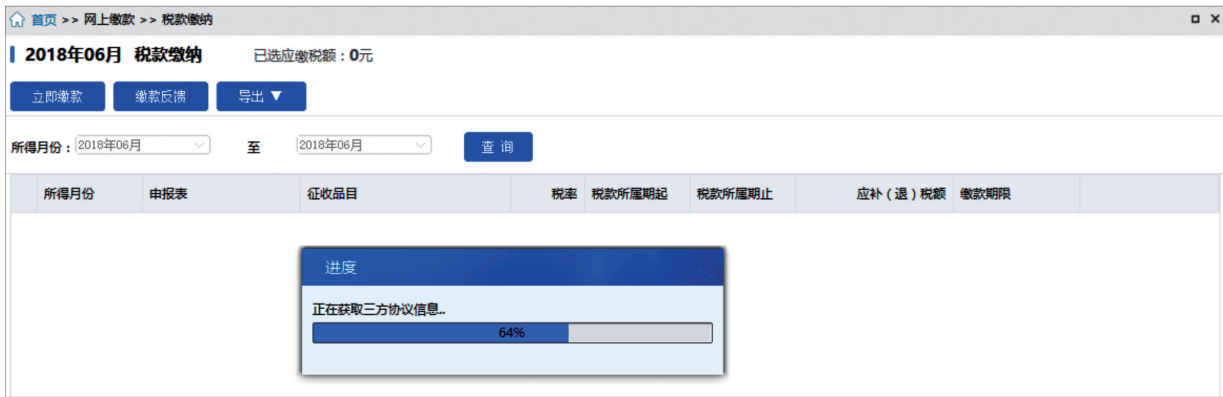 首页 >> 网上缴款 >> 税款缴纳
2018年06月 税款缴纳 已选应缴税额：0元
立即缴款 缴款反馈 导出 ▼
所得月份：2018年06月 至 2018年06月 查询
所得月份 申报表 征收品目 税率 税款所属期起 税款所属期止 应补（退）税额 缴款期限
进度
正在获取三方协议信息..
64%